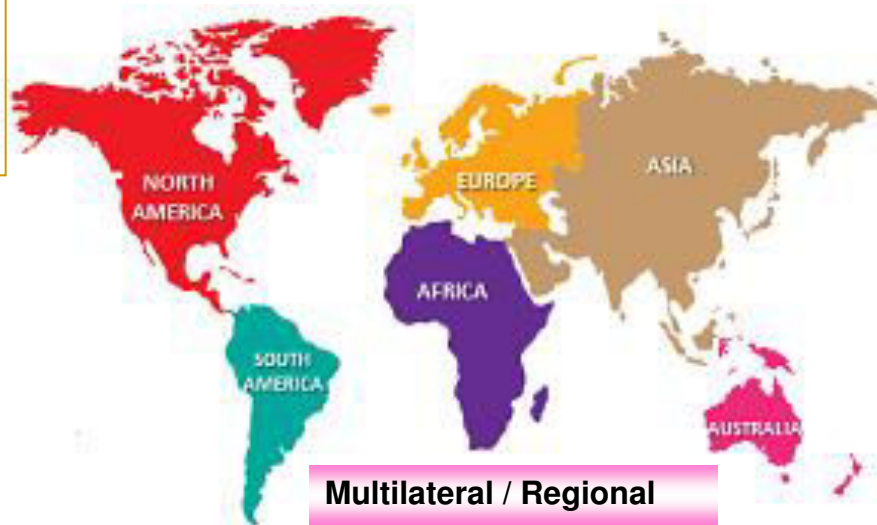 NORTH
AMERICA
EUROPE
ASIA
AFRICA
SOUTH
AMERICA
AUSTRALIA
Multilateral / Regional